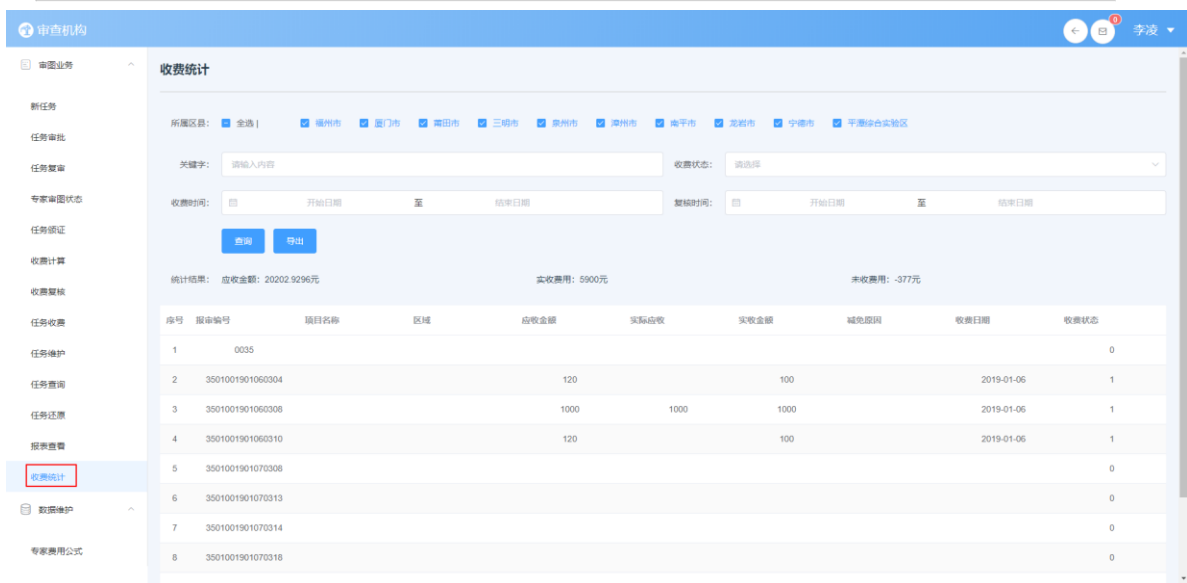 审查机构
0
李凌
审图业务
新任务
任务审批
任务复审
专家审图状态
任务领证
收费计算
收费复核
任务收费
任务维护
任务查询
任务还原
报表查看
收费统计
数据维护
专家费用公式
收费统计
所属区县： 全选 | 福州市 厦门市 莆田市 三明市 泉州市 漳州市 南平市 龙岩市 宁德市 平潭综合实验区
关键字： 请输入内容 收费状态： 请选择
收费时间： 开始日期 至 结束日期 复核时间： 开始日期 至 结束日期
查询 导出
统计结果： 应收金额：20202.9296元 实收费用：5900元 未收费用：-377元
序号 报审编号 项目名称 区域 应收金额 实际应收 实收金额 减免原因 收费日期 收费状态
1 0035 0
2 3501001901060304 120 100 2019-01-06 1
3 3501001901060308 1000 1000 1000 2019-01-06 1
4 3501001901060310 120 100 2019-01-06 1
5 3501001901070308 0
6 3501001901070313 0
7 3501001901070314 0
8 3501001901070318 0